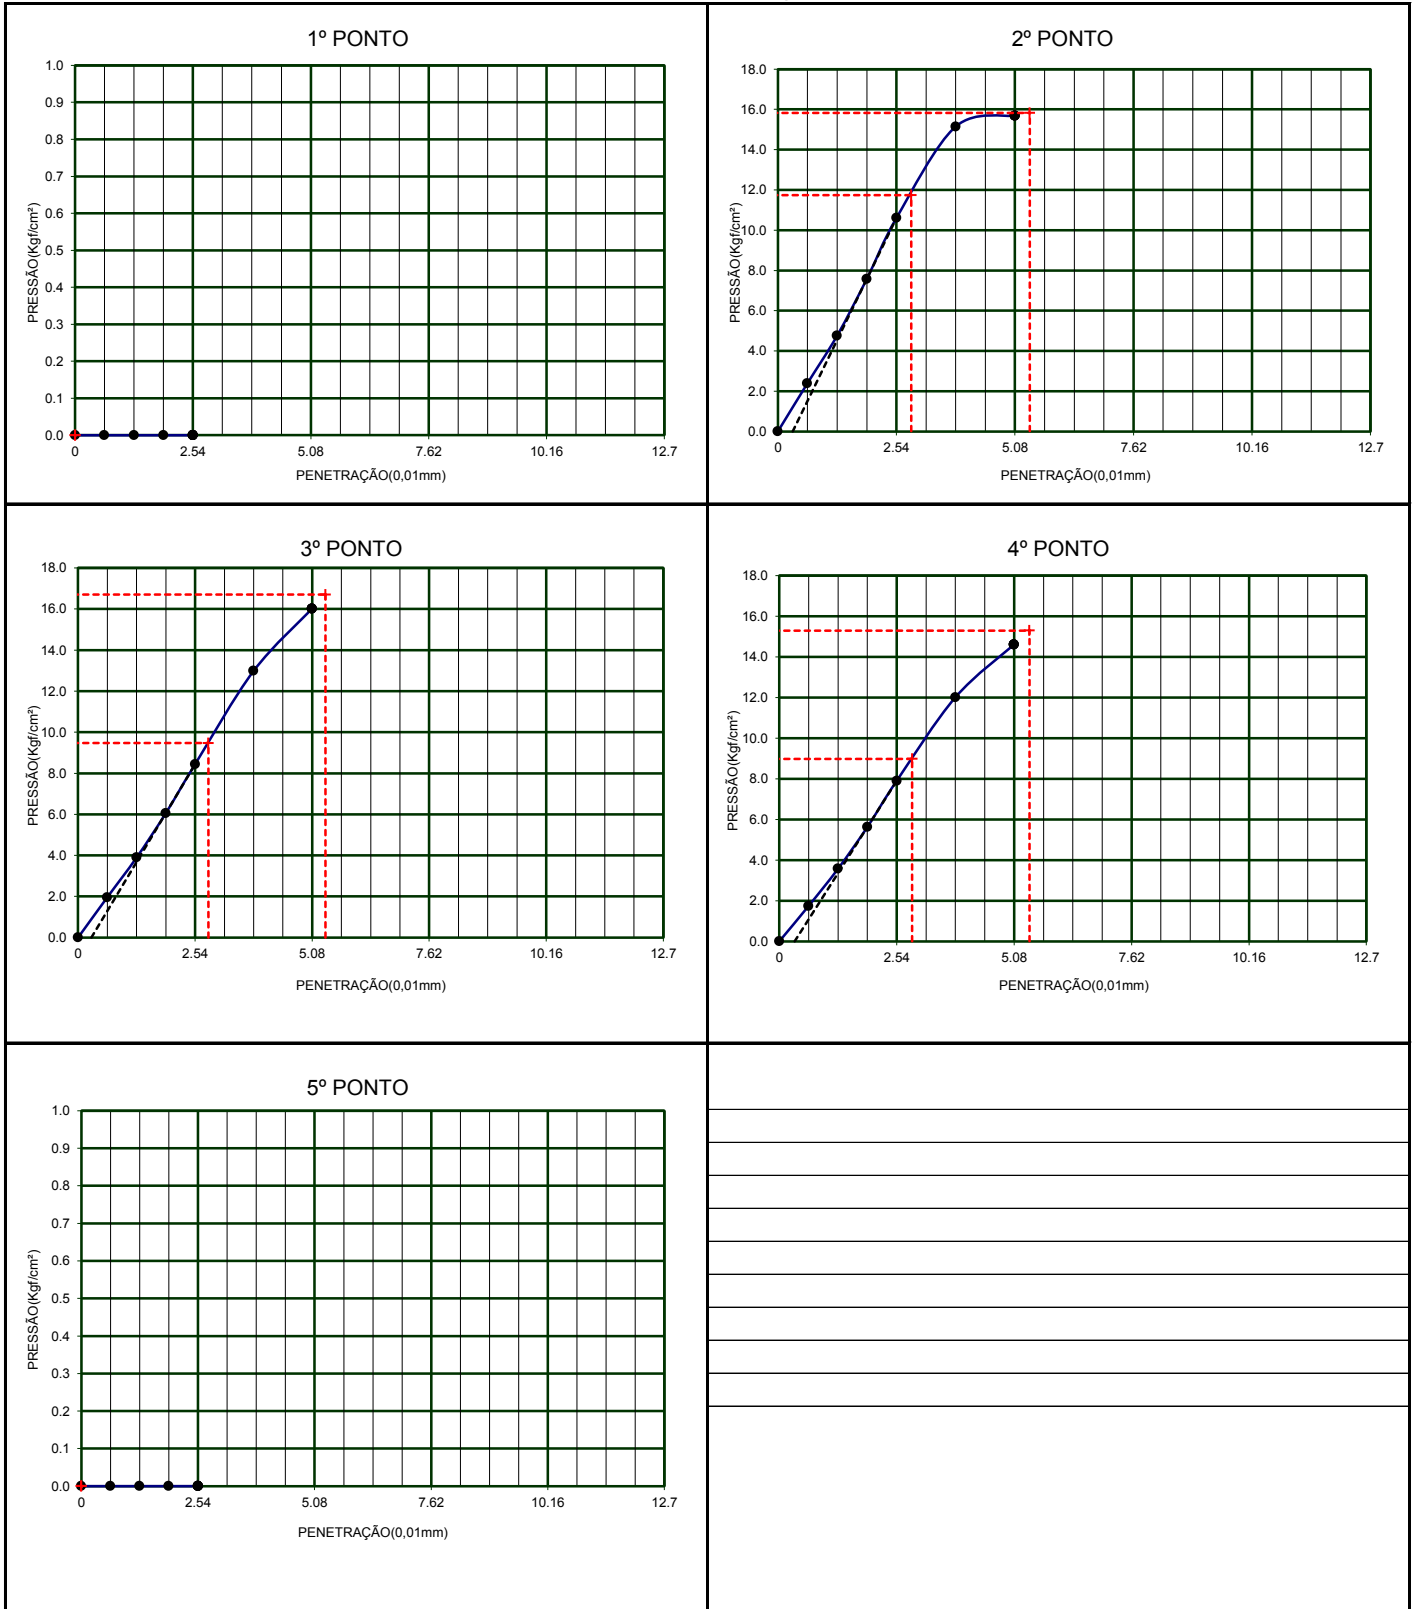 1º PONTO
1.0
0.9
0.8
0.7
0.6
0.5
0.4
0.3
0.2
0.1
0.0
PRESSÃO(Kgf/cm²)
0 2.54 5.08 7.62 10.16 12.7
PENETRAÇÃO(0,01mm)
2º PONTO
18.0
16.0
14.0
12.0
10.0
8.0
6.0
4.0
2.0
0.0
PRESSÃO(Kgf/cm²)
0 2.54 5.08 7.62 10.16 12.7
PENETRAÇÃO(0,01mm)
3º PONTO
18.0
16.0
14.0
12.0
10.0
8.0
6.0
4.0
2.0
0.0
PRESSÃO(Kgf/cm²)
0 2.54 5.08 7.62 10.16 12.7
PENETRAÇÃO(0,01mm)
4º PONTO
18.0
16.0
14.0
12.0
10.0
8.0
6.0
4.0
2.0
0.0
PRESSÃO(Kgf/cm²)
0 2.54 5.08 7.62 10.16 12.7
PENETRAÇÃO(0,01mm)
5º PONTO
1.0
0.9
0.8
0.7
0.6
0.5
0.4
0.3
0.2
0.1
0.0
PRESSÃO(Kgf/cm²)
0 2.54 5.08 7.62 10.16 12.7
PENETRAÇÃO(0,01mm)